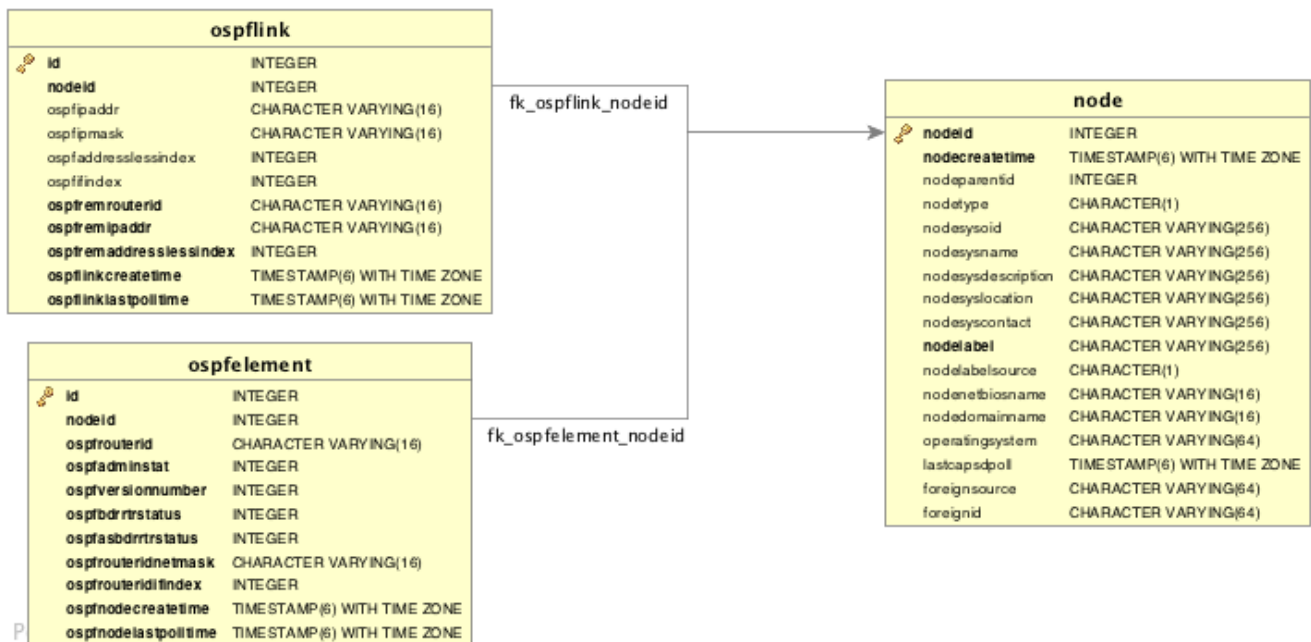 ospflink
id INTEGER
nodeid INTEGER
ospfipaddr CHARACTER VARYING(16)
ospfipmask CHARACTER VARYING(16)
ospfaddresslessindex INTEGER
ospfifindex INTEGER
ospfremrouterid CHARACTER VARYING(16)
ospfremipaddr CHARACTER VARYING(16)
ospfremaddresslessindex INTEGER
ospflinkcreatetime TIMESTAMP(6) WITH TIME ZONE
ospflinklastpolltime TIMESTAMP(6) WITH TIME ZONE
fk_ospflink_nodeid
node
nodeid INTEGER
nodecreatetime TIMESTAMP(6) WITH TIME ZONE
nodeparentid INTEGER
nodetype CHARACTER(1)
nodesysoid CHARACTER VARYING(256)
nodesysname CHARACTER VARYING(256)
nodesysdescription CHARACTER VARYING(256)
nodesyslocation CHARACTER VARYING(256)
nodesyscontact CHARACTER VARYING(256)
nodelabel CHARACTER VARYING(256)
nodelabelsource CHARACTER(1)
nodenetbiosname CHARACTER VARYING(16)
nodedomainname CHARACTER VARYING(16)
operatingsystem CHARACTER VARYING(64)
lastcapsdpoll TIMESTAMP(6) WITH TIME ZONE
foreignsource CHARACTER VARYING(64)
foreignid CHARACTER VARYING(64)
ospfelement
id INTEGER
nodeid INTEGER
ospfrouterid CHARACTER VARYING(16)
ospfadminstat INTEGER
ospfversionnumber INTEGER
ospfbdrrtrstatus INTEGER
ospfasbdrrtrstatus INTEGER
ospfrouteridnetmask CHARACTER VARYING(16)
ospfrouteridifindex INTEGER
ospfnodecreatetime TIMESTAMP(6) WITH TIME ZONE
ospfnodelastpolltime TIMESTAMP(6) WITH TIME ZONE
fk_ospfelement_nodeid